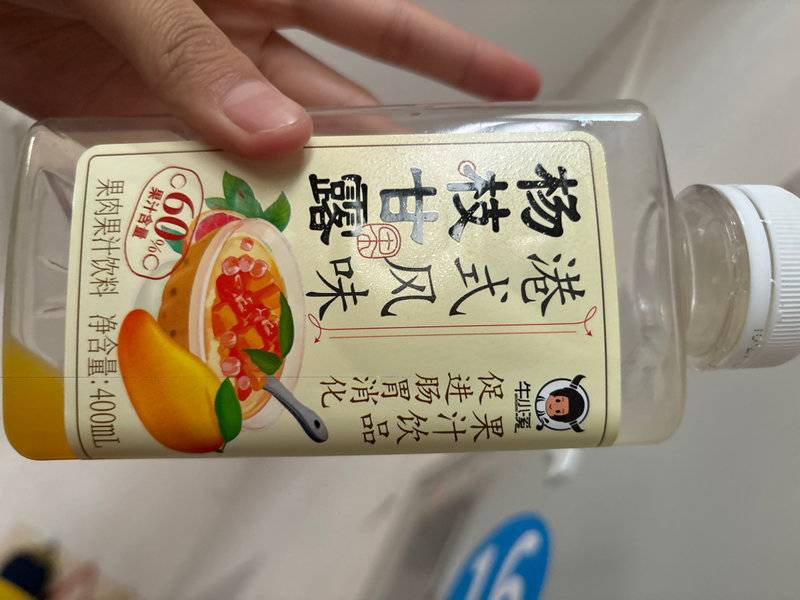 杨枝甘露
港式风味
促进肠胃消化
果汁饮品
60%
果汁含量
果肉果汁饮料 净含量:400mL
16